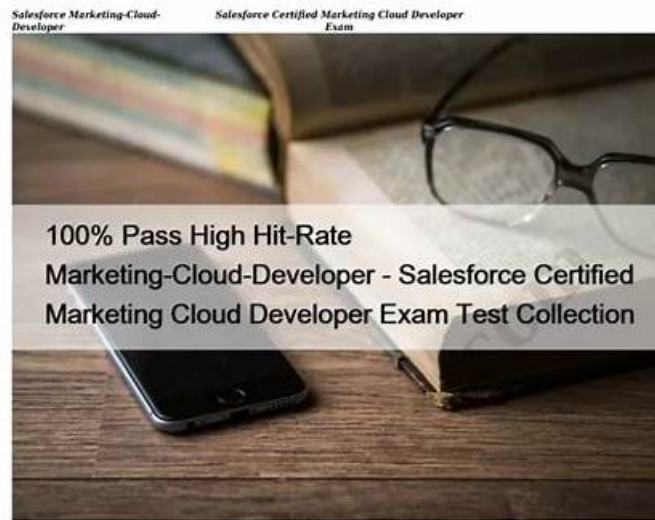 Salesforce Marketing-Cloud-
Developer
Salesforce Certified Marketing Cloud Developer
Exam
100% Pass High Hit-Rate
Marketing-Cloud-Developer - Salesforce Certified
Marketing Cloud Developer Exam Test Collection